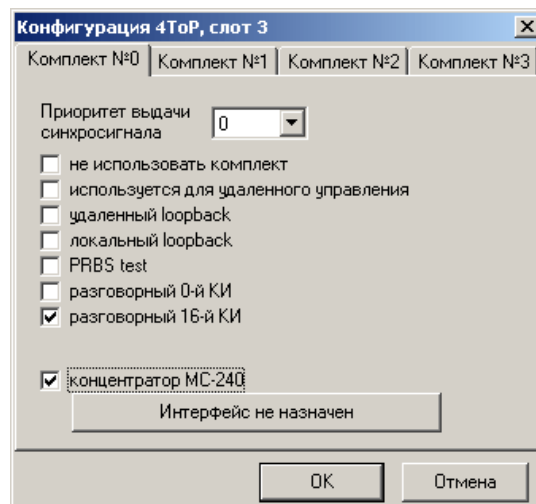 Конфигурация 4ToP, слот 3
Комплект №0 Комплект №1 Комплект №2 Комплект №3
Приоритет выдачи
синхросигнала
0
не использовать комплект
используется для удаленного управления
удаленный loopback
локальный loopback
PRBS test
разговорный 0-й КИ
разговорный 16-й КИ
концентратор МС-240
Интерфейс не назначен
OK Отмена